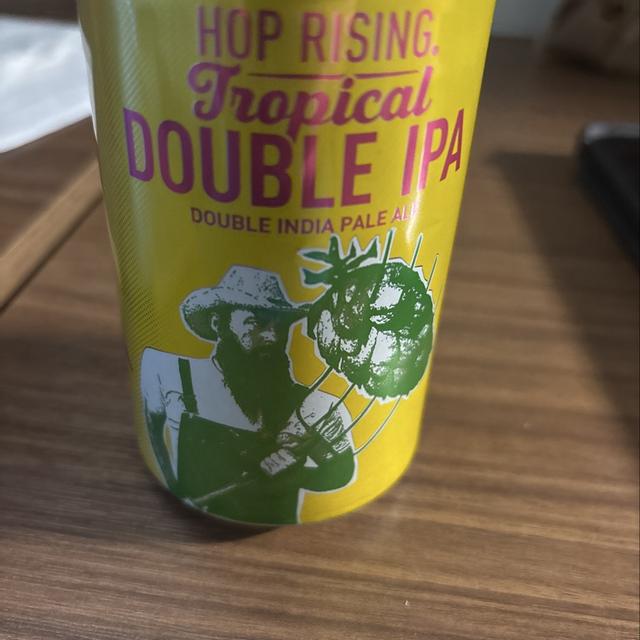 HOP RISING.
Tropical
DOUBLE IPA
DOUBLE INDIA PALE ALE